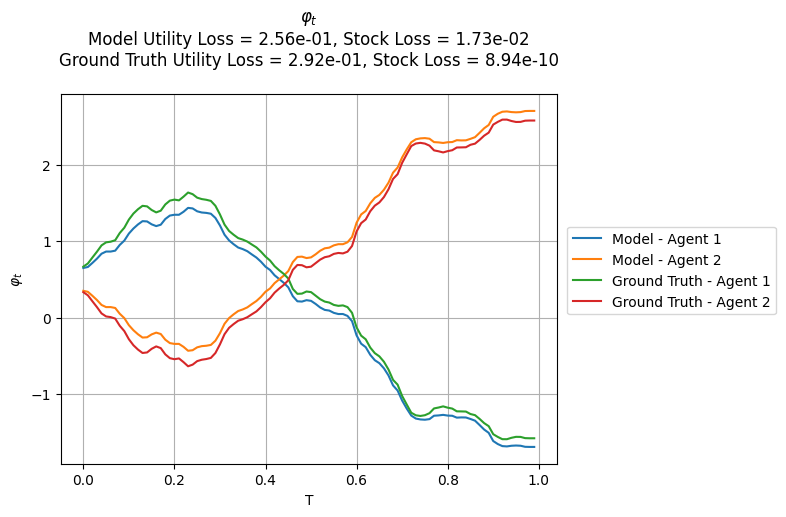 φₜ
Model Utility Loss = 2.56e-01, Stock Loss = 1.73e-02
Ground Truth Utility Loss = 2.92e-01, Stock Loss = 8.94e-10
φₜ
2
1
0
−1
0.0
0.2
0.4
0.6
0.8
1.0
T
Model - Agent 1
Model - Agent 2
Ground Truth - Agent 1
Ground Truth - Agent 2